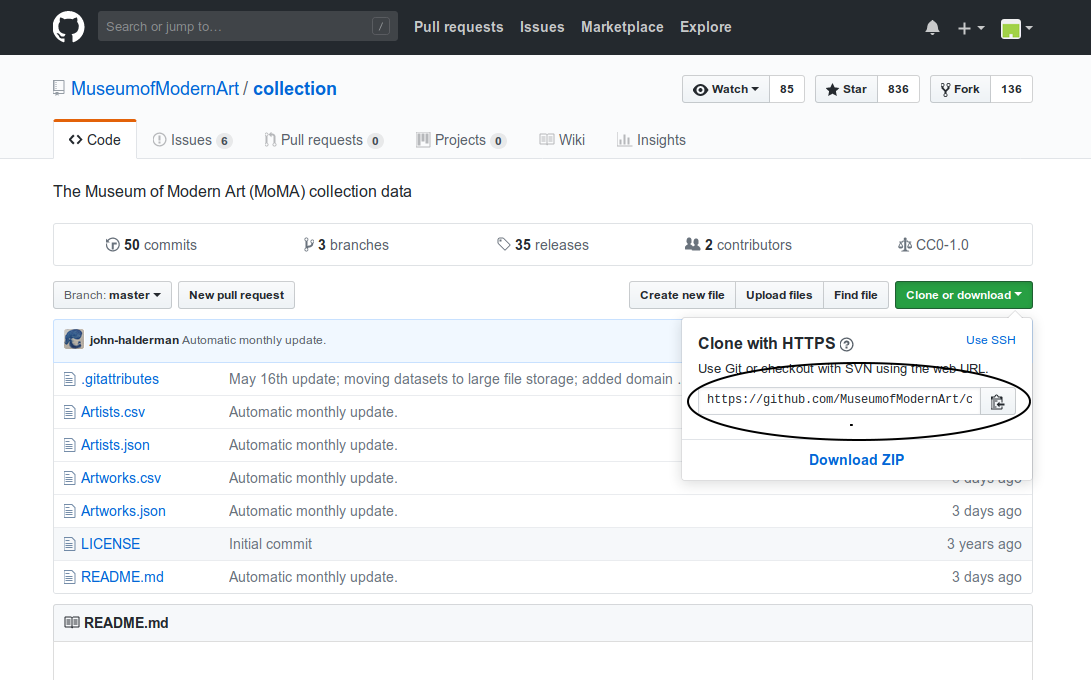 Search or jump to… / Pull requests Issues Marketplace Explore
MuseumofModernArt / collection Watch 85 Star 836 Fork 136
Code Issues 6 Pull requests 0 Projects 0 Wiki Insights
The Museum of Modern Art (MoMA) collection data
50 commits 3 branches 35 releases 2 contributors CC0-1.0
Branch: master New pull request Create new file Upload files Find file Clone or download
john-halderman Automatic monthly update.
Clone with HTTPS ? Use SSH
Use Git or checkout with SVN using the web URL.
https://github.com/MuseumofModernArt/c
Download ZIP
.gitattributes May 16th update; moving datasets to large file storage; added domain .
Artists.csv Automatic monthly update.
Artists.json Automatic monthly update.
Artworks.csv Automatic monthly update. 3 days ago
Artworks.json Automatic monthly update. 3 days ago
LICENSE Initial commit 3 years ago
README.md Automatic monthly update. 3 days ago
README.md